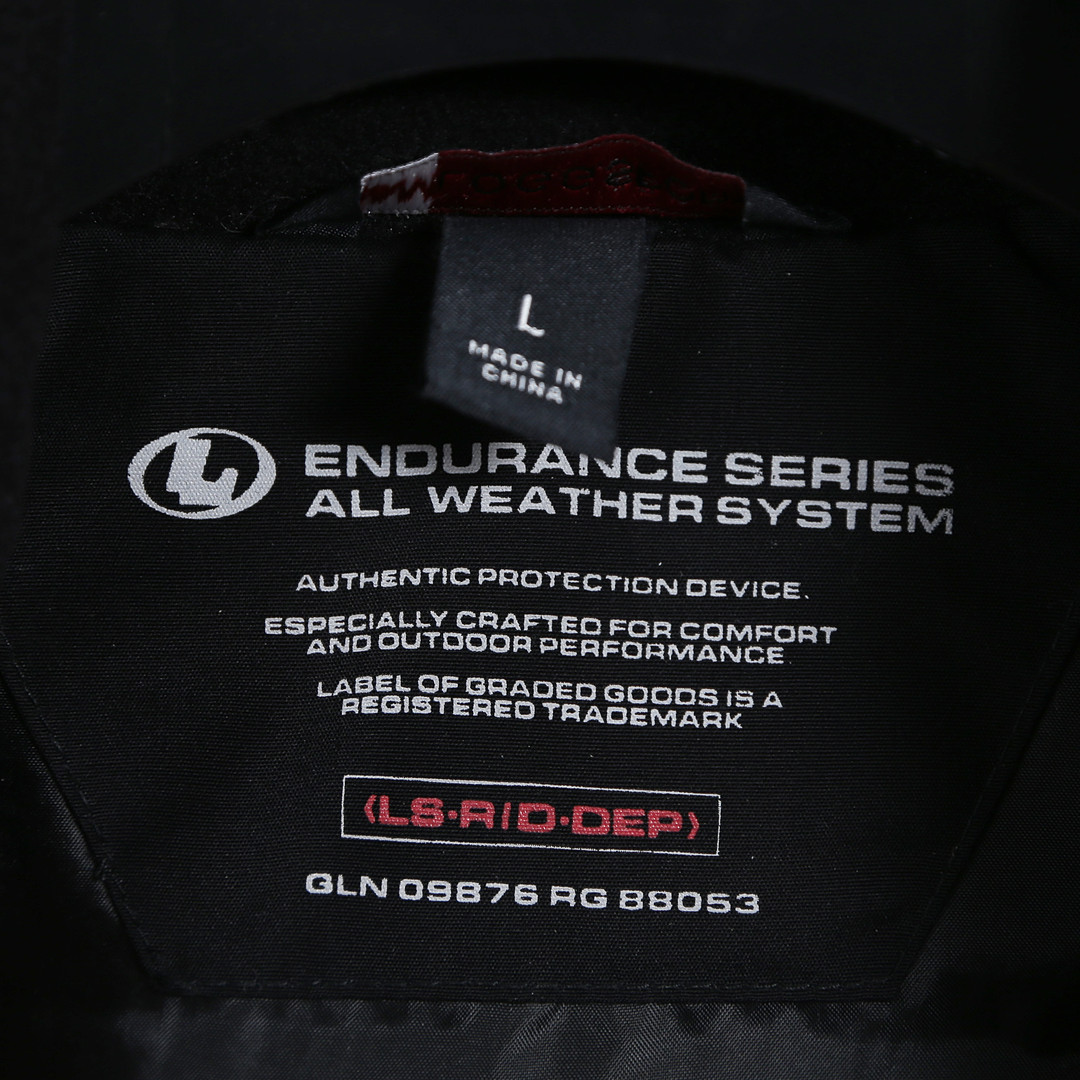 L
MADE IN
CHINA
L
ENDURANCE SERIES
ALL WEATHER SYSTEM
AUTHENTIC PROTECTION DEVICE.
ESPECIALLY CRAFTED FOR COMFORT
AND OUTDOOR PERFORMANCE.
LABEL OF GRADED GOODS IS A
REGISTERED TRADEMARK
<LS·R/D·DEP>
GLN 09876 RG 88053